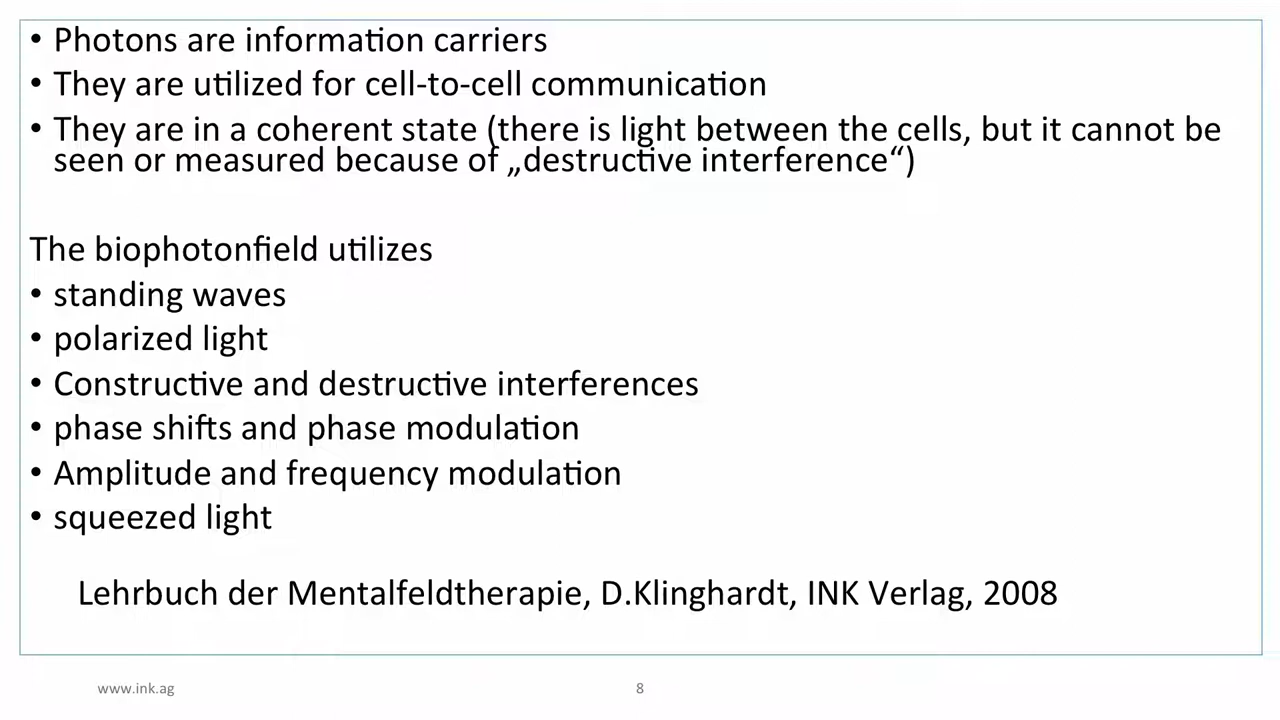 • Photons are information carriers
• They are utilized for cell-to-cell communication
• They are in a coherent state (there is light between the cells, but it cannot be
seen or measured because of „destructive interference“)
The biophotonfield utilizes
• standing waves
• polarized light
• Constructive and destructive interferences
• phase shifts and phase modulation
• Amplitude and frequency modulation
• squeezed light
Lehrbuch der Mentalfeldtherapie, D.Klinghardt, INK Verlag, 2008
www.ink.ag
8